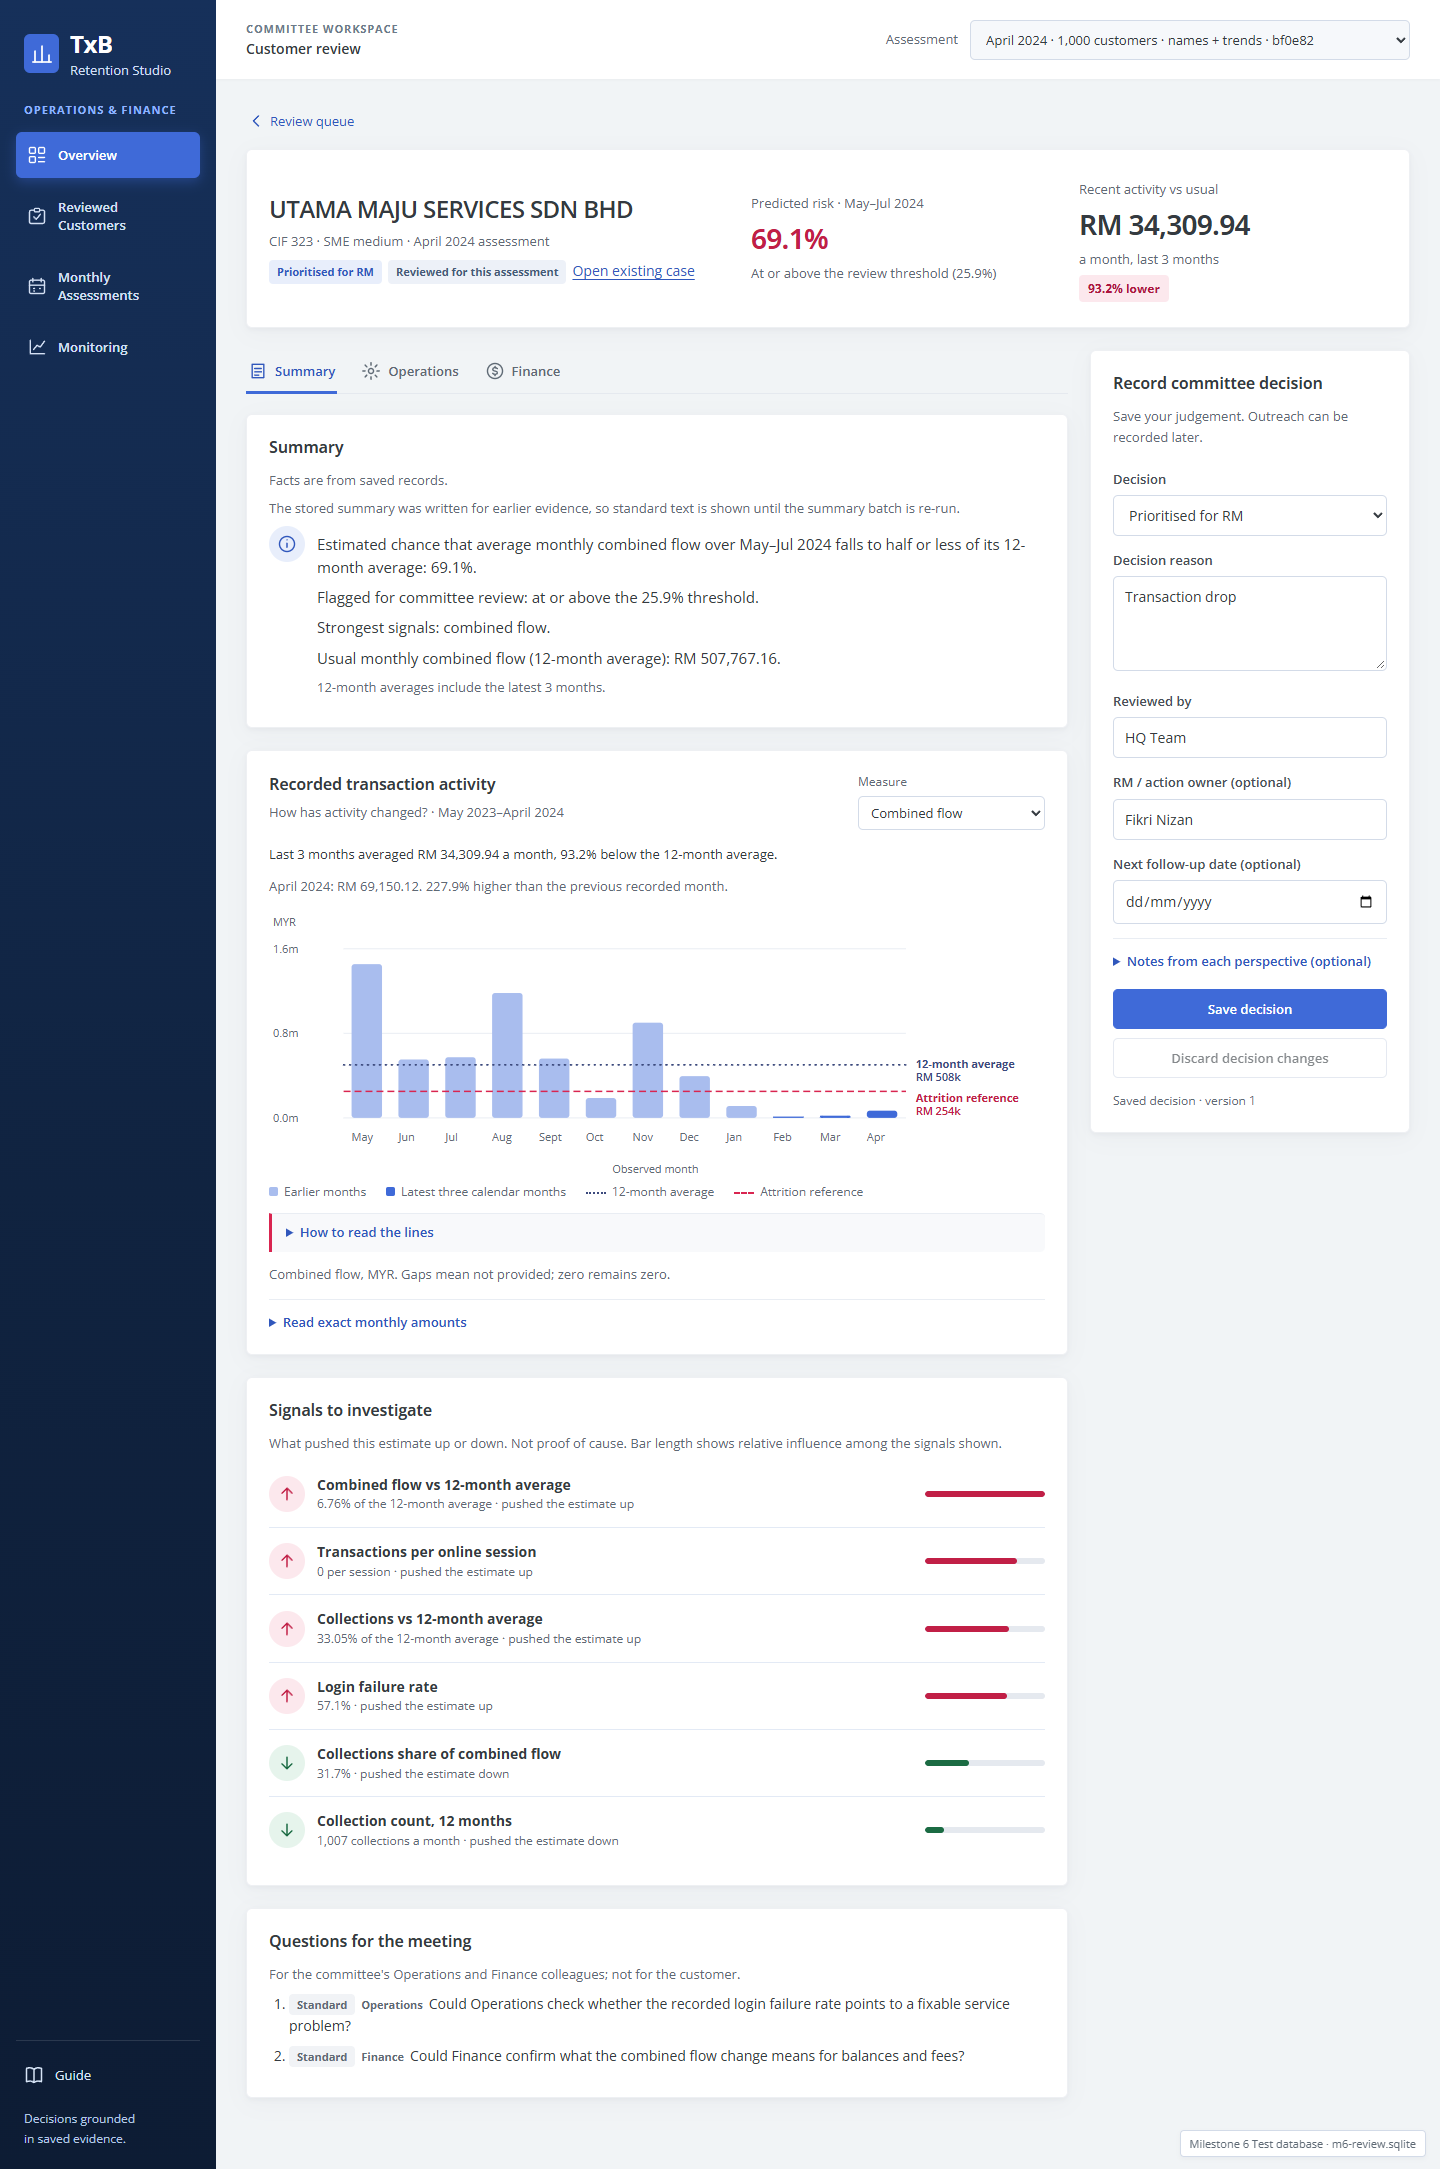 TxB
Retention Studio
OPERATIONS & FINANCE
Overview
Reviewed
Customers
Monthly
Assessments
Monitoring
Guide
Decisions grounded
in saved evidence.
COMMITTEE WORKSPACE
Customer review
Assessment
April 2024 · 1,000 customers · names + trends · bf0e82
Review queue
UTAMA MAJU SERVICES SDN BHD
CIF 323 · SME medium · April 2024 assessment
Prioritised for RM
Reviewed for this assessment
Open existing case
Predicted risk · May–Jul 2024
69.1%
At or above the review threshold (25.9%)
Recent activity vs usual
RM 34,309.94
a month, last 3 months
93.2% lower
Summary
Operations
Finance
Summary
Facts are from saved records.
The stored summary was written for earlier evidence, so standard text is shown until the summary batch is re-run.
Estimated chance that average monthly combined flow over May–Jul 2024 falls to half or less of its 12-
month average: 69.1%.
Flagged for committee review: at or above the 25.9% threshold.
Strongest signals: combined flow.
Usual monthly combined flow (12-month average): RM 507,767.16.
12-month averages include the latest 3 months.
Recorded transaction activity
How has activity changed? · May 2023–April 2024
Measure
Combined flow
Last 3 months averaged RM 34,309.94 a month, 93.2% below the 12-month average.
April 2024: RM 69,150.12. 227.9% higher than the previous recorded month.
MYR
1.6m
0.8m
0.0m
12-month average
RM 508k
Attrition reference
RM 254k
May Jun Jul Aug Sept Oct Nov Dec Jan Feb Mar Apr
Observed month
Earlier months
Latest three calendar months
12-month average
Attrition reference
How to read the lines
Combined flow, MYR. Gaps mean not provided; zero remains zero.
Read exact monthly amounts
Signals to investigate
What pushed this estimate up or down. Not proof of cause. Bar length shows relative influence among the signals shown.
Combined flow vs 12-month average
6.76% of the 12-month average · pushed the estimate up
Transactions per online session
0 per session · pushed the estimate up
Collections vs 12-month average
33.05% of the 12-month average · pushed the estimate up
Login failure rate
57.1% · pushed the estimate up
Collections share of combined flow
31.7% · pushed the estimate down
Collection count, 12 months
1,007 collections a month · pushed the estimate down
Questions for the meeting
For the committee's Operations and Finance colleagues; not for the customer.
1. Standard Operations Could Operations check whether the recorded login failure rate points to a fixable service
problem?
2. Standard Finance Could Finance confirm what the combined flow change means for balances and fees?
Record committee decision
Save your judgement. Outreach can be
recorded later.
Decision
Prioritised for RM
Decision reason
Transaction drop
Reviewed by
HQ Team
RM / action owner (optional)
Fikri Nizan
Next follow-up date (optional)
dd/mm/yyyy
Notes from each perspective (optional)
Save decision
Discard decision changes
Saved decision · version 1
Milestone 6 Test database · m6-review.sqlite